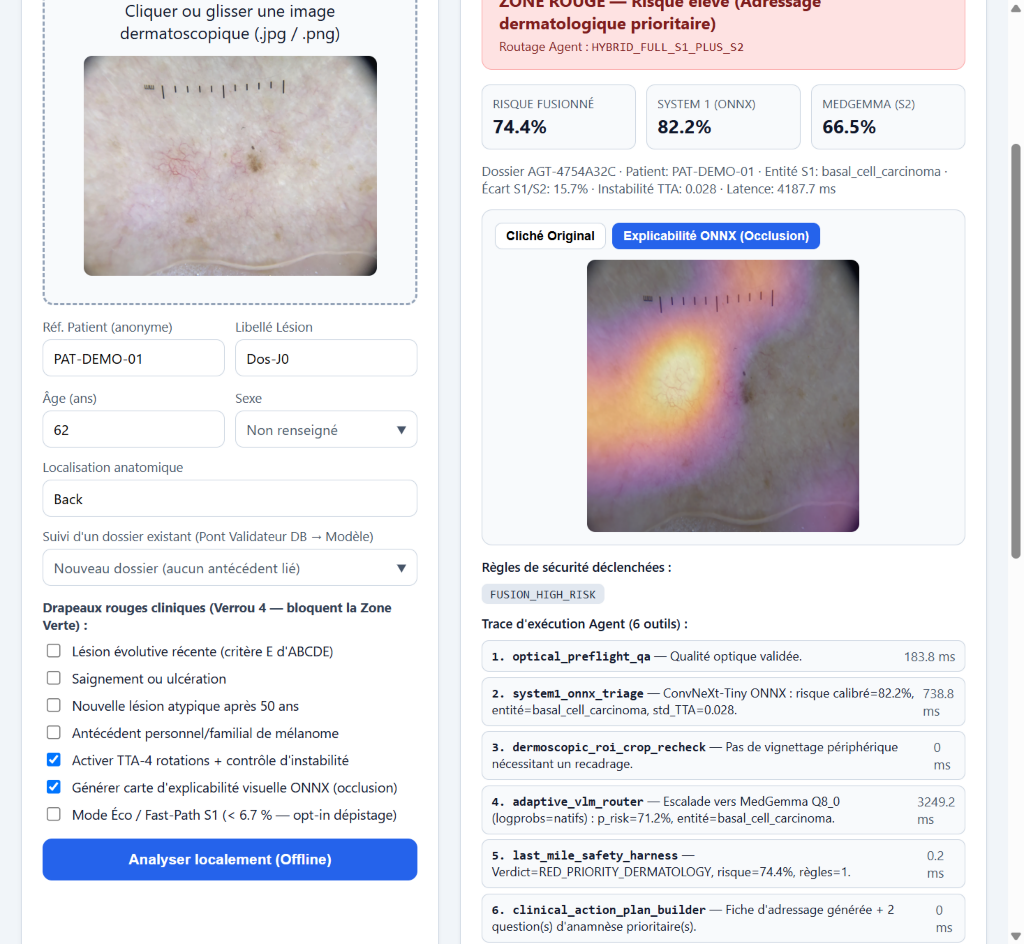 Cliquer ou glisser une image
dermatoscopique (.jpg / .png)
Réf. Patient (anonyme)
Libellé Lésion
PAT-DEMO-01
Dos-J0
Âge (ans)
Sexe
62
Non renseigné
Localisation anatomique
Back
Suivi d'un dossier existant (Pont Validateur DB → Modèle)
Nouveau dossier (aucun antécédent lié)
Drapeaux rouges cliniques (Verrou 4 — bloquent la Zone
Verte) :
Lésion évolutive récente (critère E d'ABCDE)
Saignement ou ulcération
Nouvelle lésion atypique après 50 ans
Antécédent personnel/familial de mélanome
Activer TTA-4 rotations + contrôle d'instabilité
Générer carte d'explicabilité visuelle ONNX (occlusion)
Mode Éco / Fast-Path S1 (< 6.7 % — opt-in dépistage)
Analyser localement (Offline)
ZONE ROUGE — Risque élevé (Adressage
dermatologique prioritaire)
Routage Agent : HYBRID_FULL_S1_PLUS_S2
RISQUE FUSIONNÉ
74.4%
SYSTEM 1 (ONNX)
82.2%
MEDGEMMA (S2)
66.5%
Dossier AGT-4754A32C · Patient: PAT-DEMO-01 · Entité S1: basal_cell_carcinoma ·
Écart S1/S2: 15.7% · Instabilité TTA: 0.028 · Latence: 4187.7 ms
Cliché Original
Explicabilité ONNX (Occlusion)
Règles de sécurité déclenchées :
FUSION_HIGH_RISK
Trace d'exécution Agent (6 outils) :
1. optical_preflight_qa — Qualité optique validée. 183.8 ms
2. system1_onnx_triage — ConvNeXt-Tiny ONNX : risque calibré=82.2%, 738.8
entité=basal_cell_carcinoma, std_TTA=0.028. ms
3. dermoscopic_roi_crop_recheck — Pas de vignettage périphérique 0
nécessitant un recadrage. ms
4. adaptive_vlm_router — Escalade vers MedGemma Q8_0 3249.2
(logprobs=natifs) : p_risk=71.2%, entité=basal_cell_carcinoma. ms
5. last_mile_safety_harness — 0.2
Verdict=RED_PRIORITY_DERMATOLOGY, risque=74.4%, règles=1. ms
6. clinical_action_plan_builder — Fiche d'adressage générée + 2 0
question(s) d'anamnèse prioritaire(s). ms